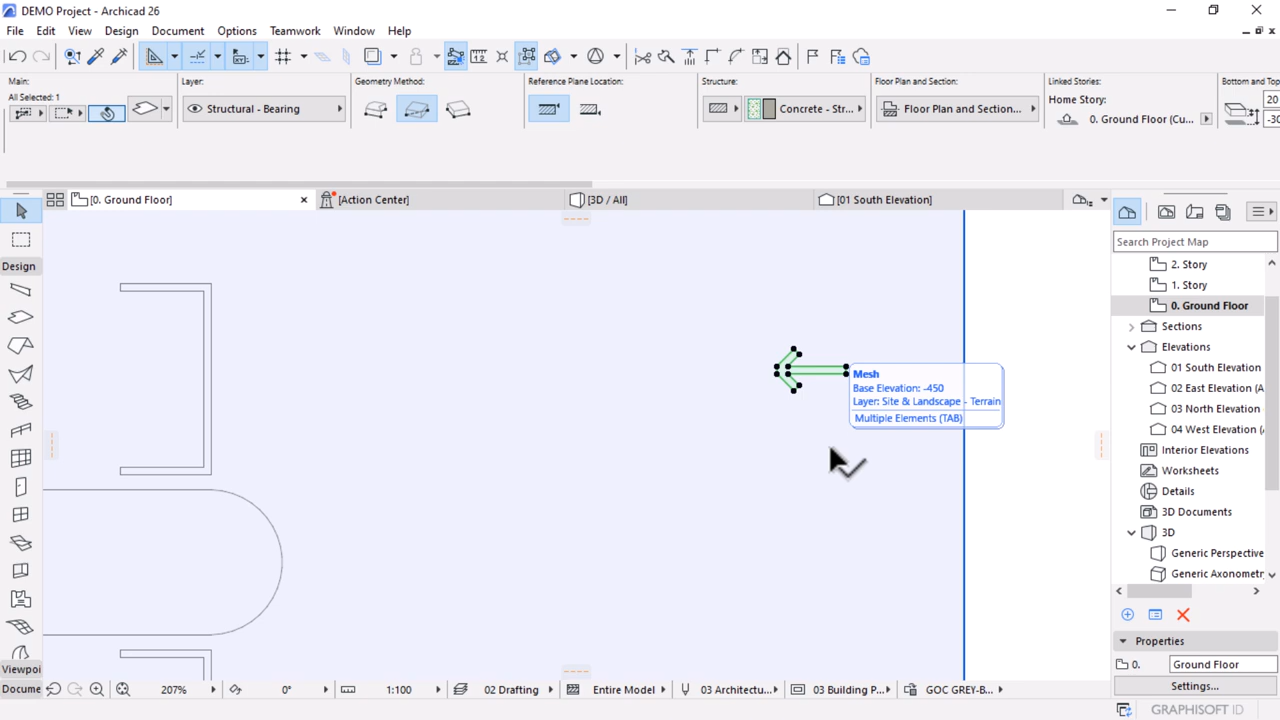 DEMO Project - Archicad 26
File Edit View Design Document Options Teamwork Window Help
Main: Layer: Geometry Method: Reference Plane Location: Structure: Floor Plan and Section: Linked Stories: Bottom and Top
All Selected: 1
Structural - Bearing
Concrete - Str...
Floor Plan and Section...
Home Story:
0. Ground Floor (Cu...
20
-30
[0. Ground Floor]
[Action Center]
[3D / All]
[01 South Elevation]
Design
Viewpoi
Docume
Mesh
Base Elevation: -450
Layer: Site & Landscape - Terrain
Multiple Elements (TAB)
Search Project Map
2. Story
1. Story
0. Ground Floor
Sections
Elevations
01 South Elevation
02 East Elevation (A
03 North Elevation
04 West Elevation (A
Interior Elevations
Worksheets
Details
3D Documents
3D
Generic Perspective
Generic Axonometr
Properties
0. Ground Floor
Settings...
207% 0° 1:100 02 Drafting Entire Model 03 Architectu... 03 Building P... GOC GREY-B...
GRAPHISOFT ID